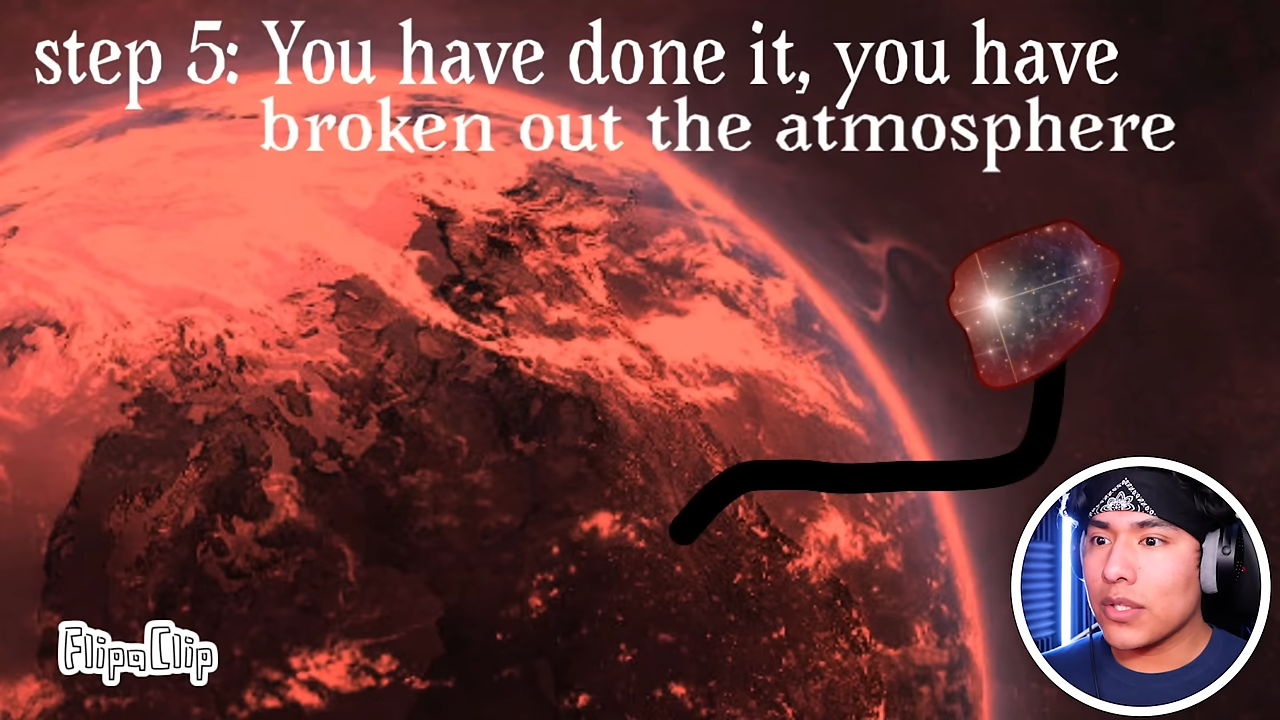 step 5: You have done it, you have
broken out the atmosphere
FlipaClip